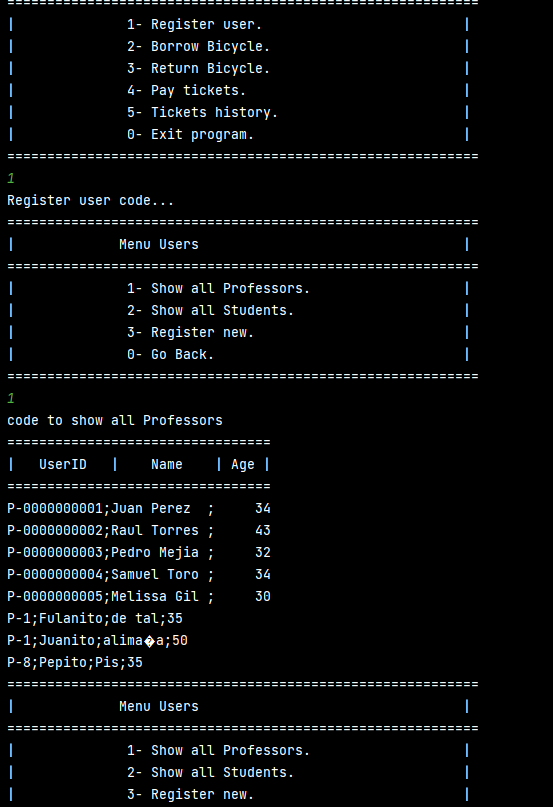 ===========================================================
|              1- Register user.                         |
|              2- Borrow Bicycle.                        |
|              3- Return Bicycle.                        |
|              4- Pay tickets.                           |
|              5- Tickets history.                       |
|              0- Exit program.                          |
===========================================================
1
Register user code...
===========================================================
|             Menu Users                                 |
===========================================================
|              1- Show all Professors.                   |
|              2- Show all Students.                     |
|              3- Register new.                          |
|              0- Go Back.                               |
===========================================================
1
code to show all Professors
=================================
|   UserID   |    Name    | Age |
=================================
P-0000000001;Juan Perez  ;     34
P-0000000002;Raul Torres ;     43
P-0000000003;Pedro Mejia ;     32
P-0000000004;Samuel Toro ;     34
P-0000000005;Melissa Gil ;     30
P-1;Fulanito;de tal;35
P-1;Juanito;alima�a;50
P-8;Pepito;Pis;35
===========================================================
|             Menu Users                                 |
===========================================================
|              1- Show all Professors.                   |
|              2- Show all Students.                     |
|              3- Register new.                          |